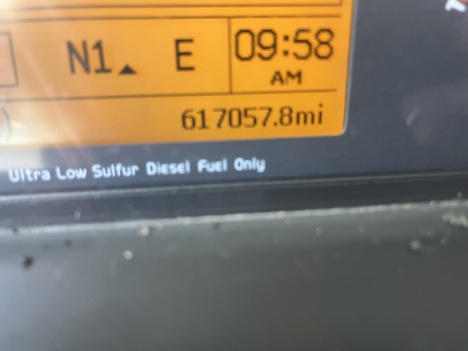 N1▲ E 09:58
AM
617057.8mi
Ultra Low Sulfur Diesel Fuel Only